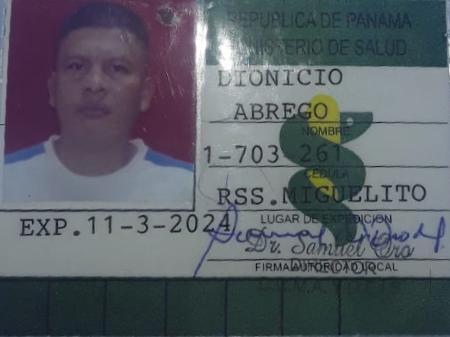 REPUBLICA DE PANAMA
MINISTERIO DE SALUD
DIONICIO
ABREGO
NOMBRE
1-703 261
CEDULA
RSS.MIGUELITO
LUGAR DE EXPEDICION
EXP.11-3-2024
Dr. Samuel Oro
DIRECTOR
FIRMA AUTORIDAD LOCAL